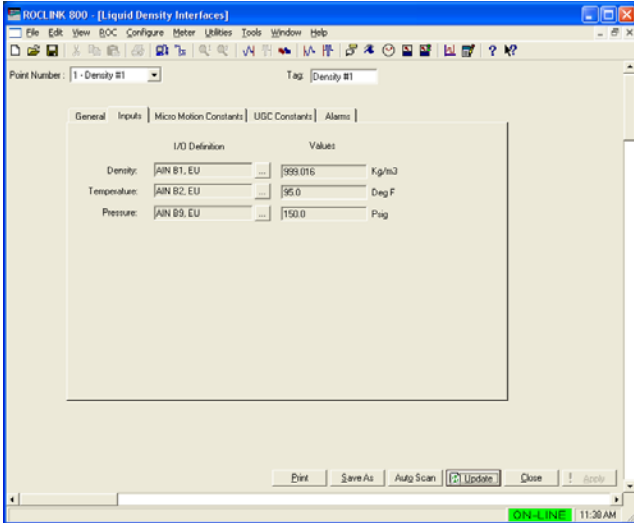 ROCLINK 800 - [Liquid Density Interfaces]
File Edit View ROC Configure Meter Utilities Tools Window Help
Point Number : 1 - Density #1 Tag: Density #1
General Inputs Micro Motion Constants UGC Constants Alarms
I/O Definition Values
Density: AIN B1, EU ... 999.016 Kg/m3
Temperature: AIN B2, EU ... 95.0 Deg F
Pressure: AIN B9, EU ... 150.0 Psig
Print Save As Auto Scan Update Close ! Apply
ON-LINE 11:38 AM